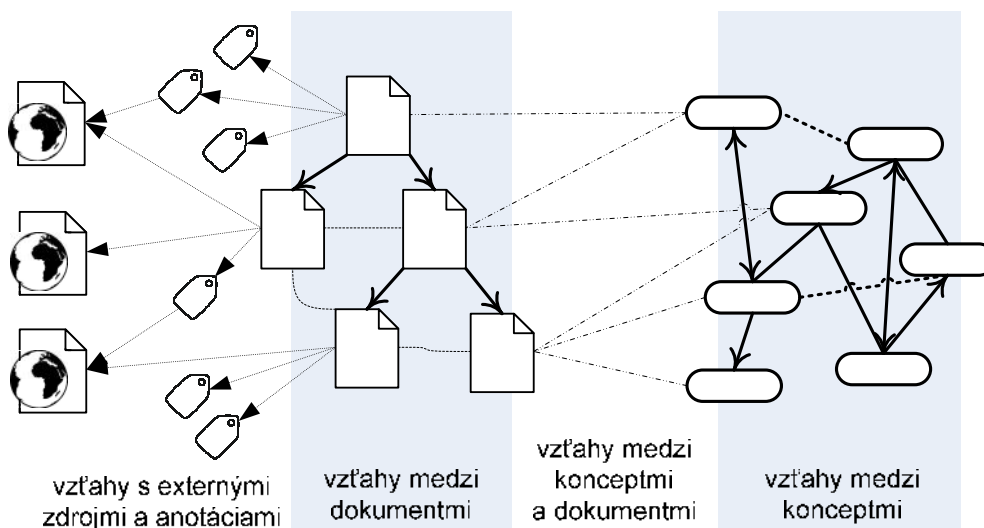 vzťahy s externými
zdrojmi a anotáciami
vzťahy medzi
dokumentmi
vzťahy medzi
konceptmi
a dokumentmi
vzťahy medzi
konceptmi